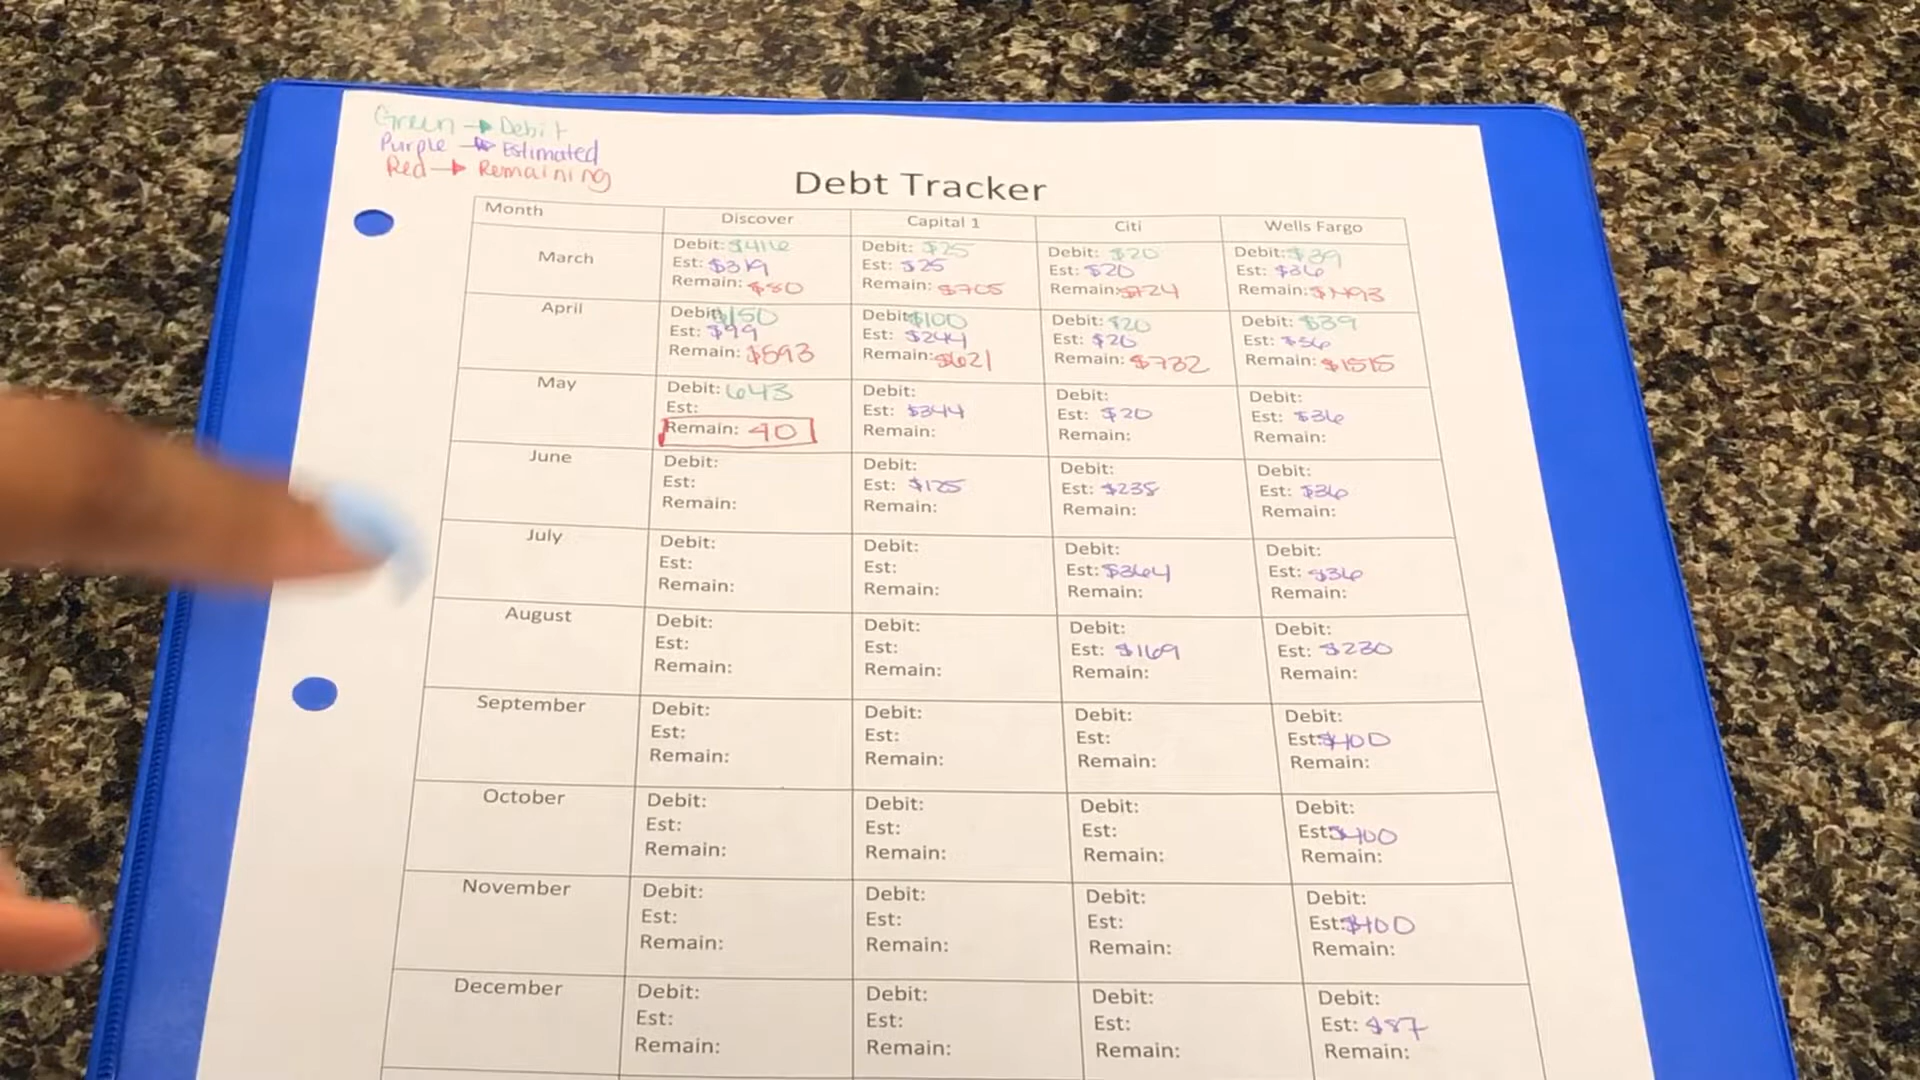 Green → Debit
Purple → Estimated
Red → Remaining
Debt Tracker
Month Discover Capital 1 Citi Wells Fargo
March
Debit: $416 Debit: $25 Debit: $20 Debit: $39
Est: $319 Est: $25 Est: $20 Est: $36
Remain: $80 Remain: $705 Remain: $724 Remain:
April
Debit: $150 Debit: $100 Debit: $20 Debit: $39
Est: $99 Est: $244 Est: $20 Est: $36
Remain: $593 Remain: $621 Remain: $732 Remain: $1515
May
Debit: 643 Debit: Debit: Debit:
Est: Est: $344 Est: $20 Est: $36
Remain: Remain: Remain: Remain:
June
Debit: Debit: Debit: Debit:
Est: Est: $125 Est: $238 Est: $36
Remain: Remain: Remain: Remain:
July
Debit: Debit: Debit: Debit:
Est: Est: Est: $364 Est: $36
Remain: Remain: Remain: Remain:
August
Debit: Debit: Debit: Debit:
Est: Est: Est: $169 Est: $230
Remain: Remain: Remain: Remain:
September
Debit: Debit: Debit: Debit:
Est: Est: Est: Est: $400
Remain: Remain: Remain: Remain:
October
Debit: Debit: Debit: Debit:
Est: Est: Est: Est: $400
Remain: Remain: Remain: Remain:
November
Debit: Debit: Debit: Debit:
Est: Est: Est: Est: $400
Remain: Remain: Remain: Remain:
December
Debit: Debit: Debit: Debit:
Est: Est: Est: Est: $87
Remain: Remain: Remain: Remain: